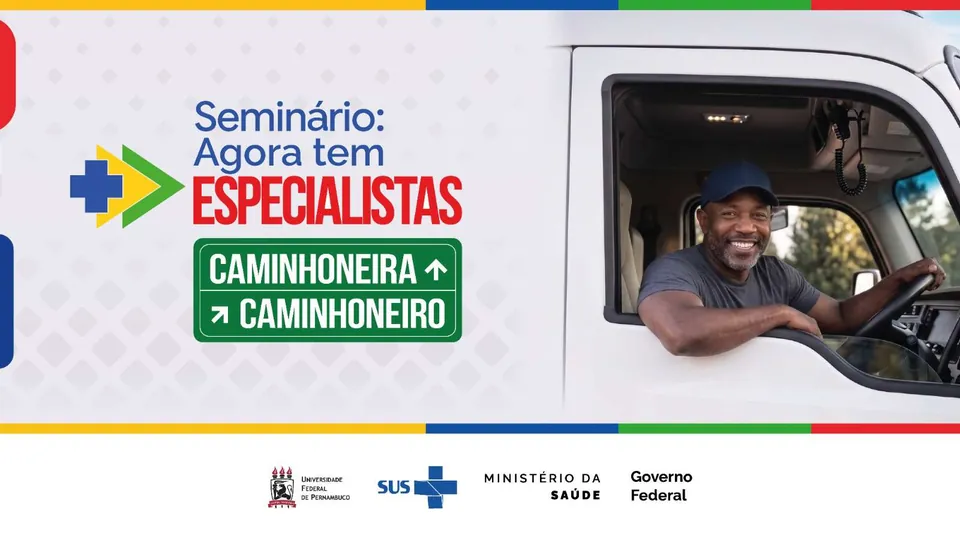 Seminário:
Agora tem
ESPECIALISTAS
CAMINHONEIRA ↑
↗ CAMINHONEIRO
UNIVERSIDADE
FEDERAL
DE PERNAMBUCO
SUS
MINISTÉRIO DA
SAÚDE
Governo
Federal